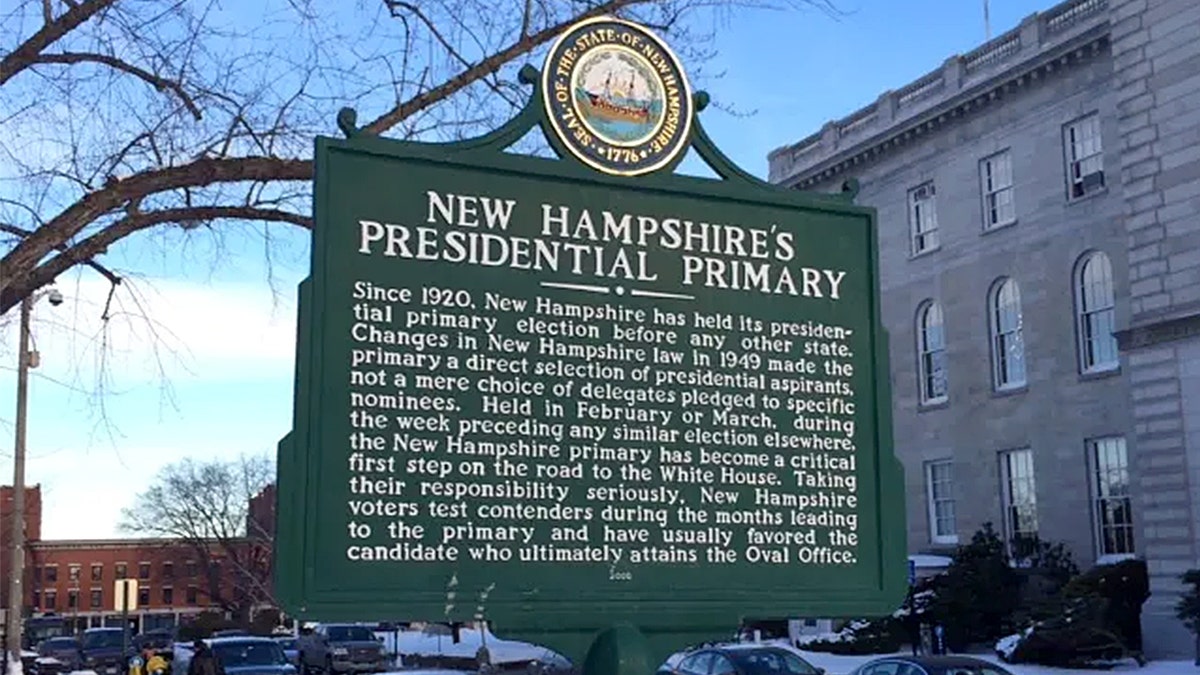 SEAL·OF·THE·STATE·OF·NEW HAMPSHIRE·
*1776*
NEW HAMPSHIRE'S
PRESIDENTIAL PRIMARY
Since 1920, New Hampshire has held its presiden-
tial primary election before any other state.
Changes in New Hampshire law in 1949 made the
primary a direct selection of presidential aspirants,
not a mere choice of delegates pledged to specific
nominees. Held in February or March, during
the week preceding any similar election elsewhere,
the New Hampshire primary has become a critical
first step on the road to the White House. Taking
their responsibility seriously, New Hampshire
voters test contenders during the months leading
to the primary and have usually favored the
candidate who ultimately attains the Oval Office.